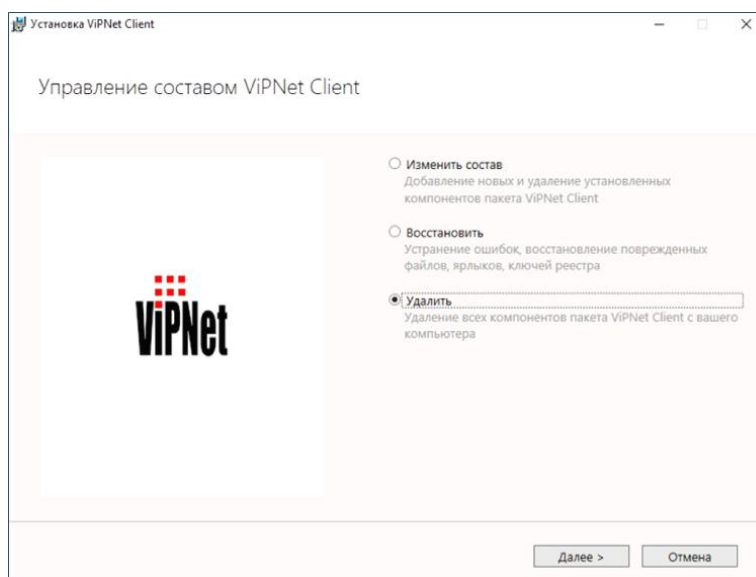 Установка ViPNet Client
Управление составом ViPNet Client
Изменить состав
Добавление новых и удаление установленных
компонентов пакета ViPNet Client
Восстановить
Устранение ошибок, восстановление поврежденных
файлов, ярлыков, ключей реестра
Удалить
Удаление всех компонентов пакета ViPNet Client с вашего
компьютера
ViPNet
Далее >
Отмена